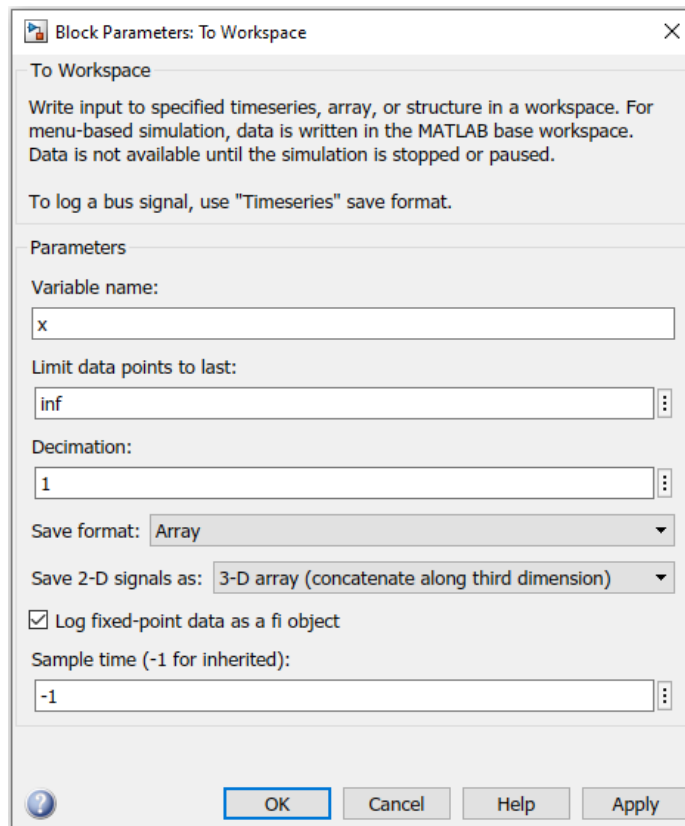 Block Parameters: To Workspace
To Workspace
Write input to specified timeseries, array, or structure in a workspace. For
menu-based simulation, data is written in the MATLAB base workspace.
Data is not available until the simulation is stopped or paused.
To log a bus signal, use "Timeseries" save format.
Parameters
Variable name:
x
Limit data points to last:
inf
Decimation:
1
Save format: Array
Save 2-D signals as: 3-D array (concatenate along third dimension)
Log fixed-point data as a fi object
Sample time (-1 for inherited):
-1
? OK Cancel Help Apply